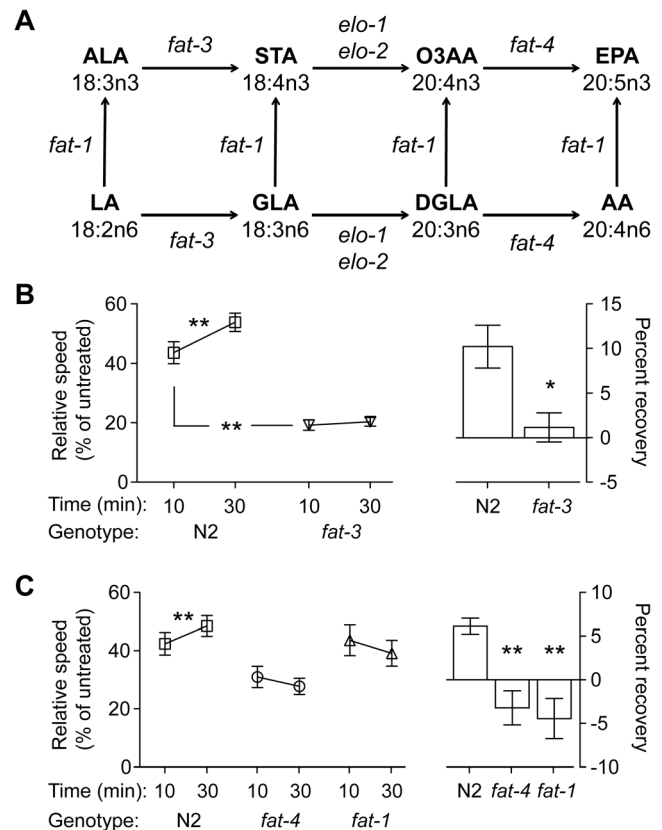 A
ALA fat-3 STA elo-1 elo-2 O3AA fat-4 EPA
18:3n3 18:4n3 20:4n3 20:5n3
fat-1 fat-1 fat-1 fat-1
LA GLA DGLA AA
18:2n6 fat-3 18:3n6 elo-1 elo-2 20:3n6 fat-4 20:4n6
B
Relative speed
(% of untreated)
60
40
20
0
**
**
Time (min): 10 30 10 30
Genotype: N2 fat-3
15
10
5
0
-5
Percent recovery
*
N2 fat-3
C
Relative speed
(% of untreated)
60
40
20
0
**
Time (min): 10 30 10 30 10 30
Genotype: N2 fat-4 fat-1
10
5
0
-5
-10
Percent recovery
** **
N2 fat-4 fat-1